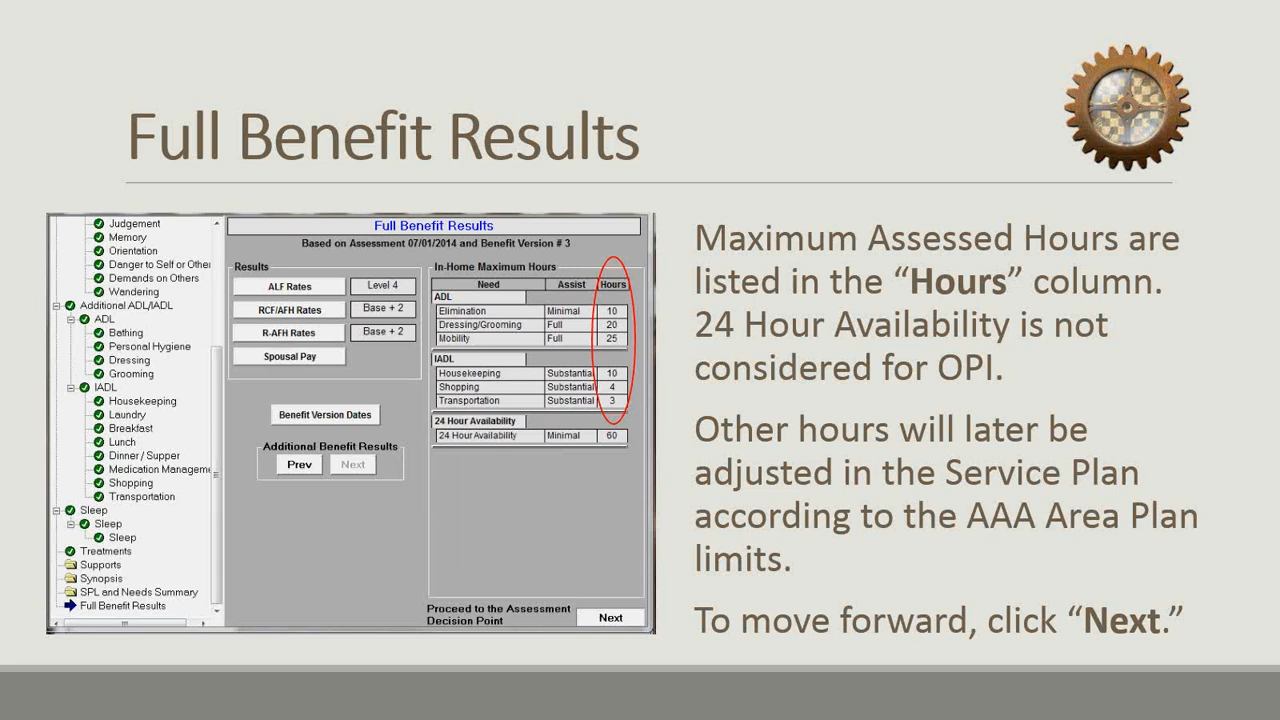 Full Benefit Results
Judgement
Memory
Orientation
Danger to Self or Other
Demands on Others
Wandering
Additional ADL/IADL
ADL
Bathing
Personal Hygiene
Dressing
Grooming
IADL
Housekeeping
Laundry
Breakfast
Lunch
Dinner / Supper
Medication Managem
Shopping
Transportation
Sleep
Sleep
Sleep
Treatments
Supports
Synopsis
SPL and Needs Summary
Full Benefit Results
Full Benefit Results
Based on Assessment 07/01/2014 and Benefit Version # 3
Results
ALF Rates Level 4
RCF/AFH Rates Base + 2
R-AFH Rates Base + 2
Spousal Pay
Benefit Version Dates
Additional Benefit Results
Prev Next
In-Home Maximum Hours
Need Assist Hours
ADL
Elimination Minimal 10
Dressing/Grooming Full 20
Mobility Full 25
IADL
Housekeeping Substantial 10
Shopping Substantial 4
Transportation Substantial 3
24 Hour Availability
24 Hour Availability Minimal 60
Proceed to the Assessment
Decision Point
Next
Maximum Assessed Hours are
listed in the “Hours” column.
24 Hour Availability is not
considered for OPI.
Other hours will later be
adjusted in the Service Plan
according to the AAA Area Plan
limits.
To move forward, click “Next.”